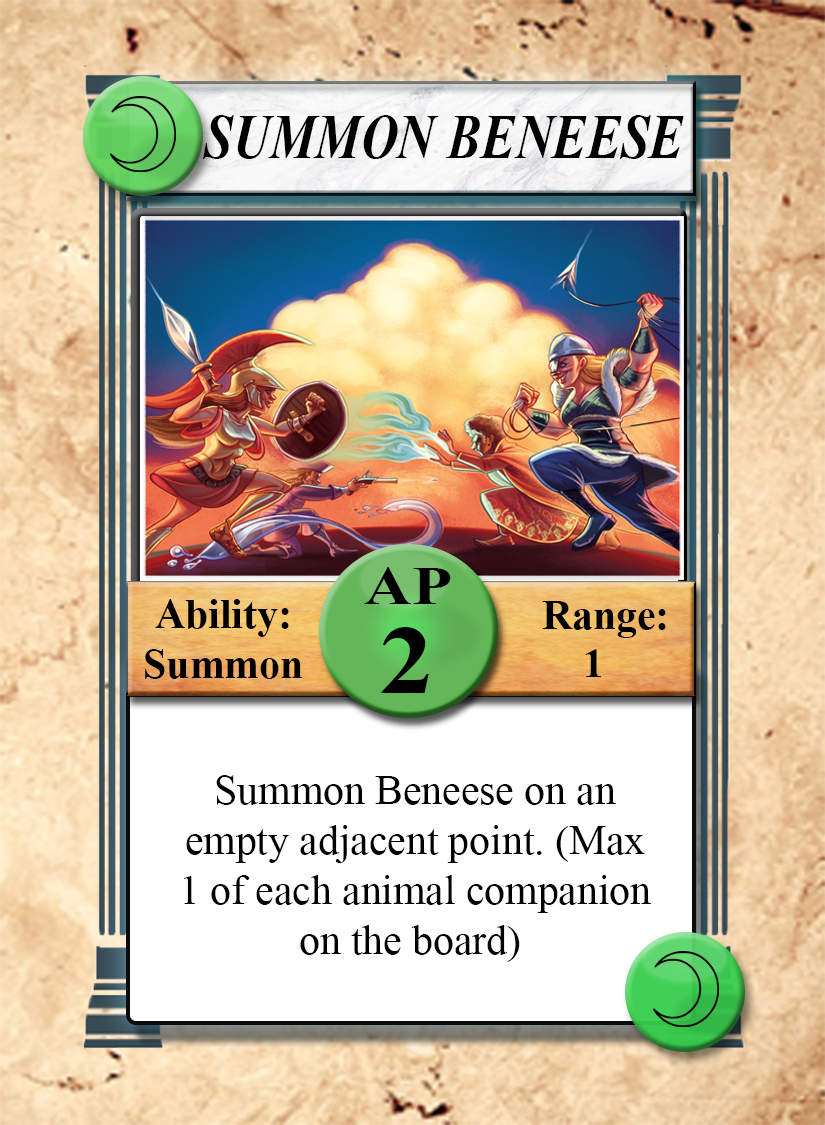 SUMMON BENEESE
Ability:
Summon
AP
2
Range:
1
Summon Beneese on an
empty adjacent point. (Max
1 of each animal companion
on the board)